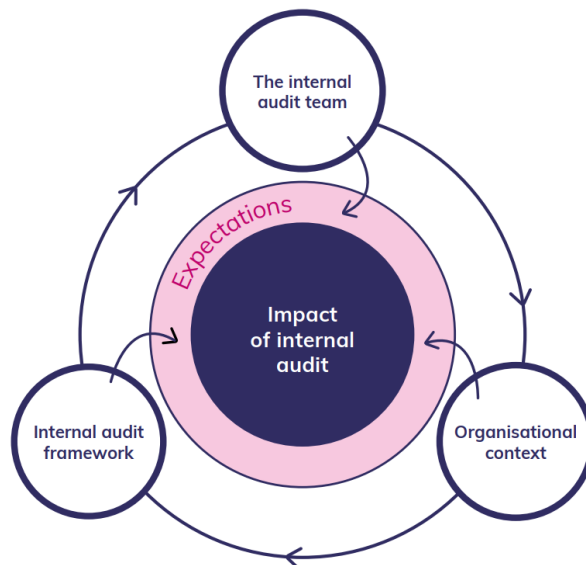 The internal
audit team
Expectations
Impact
of internal
audit
Internal audit
framework
Organisational
context